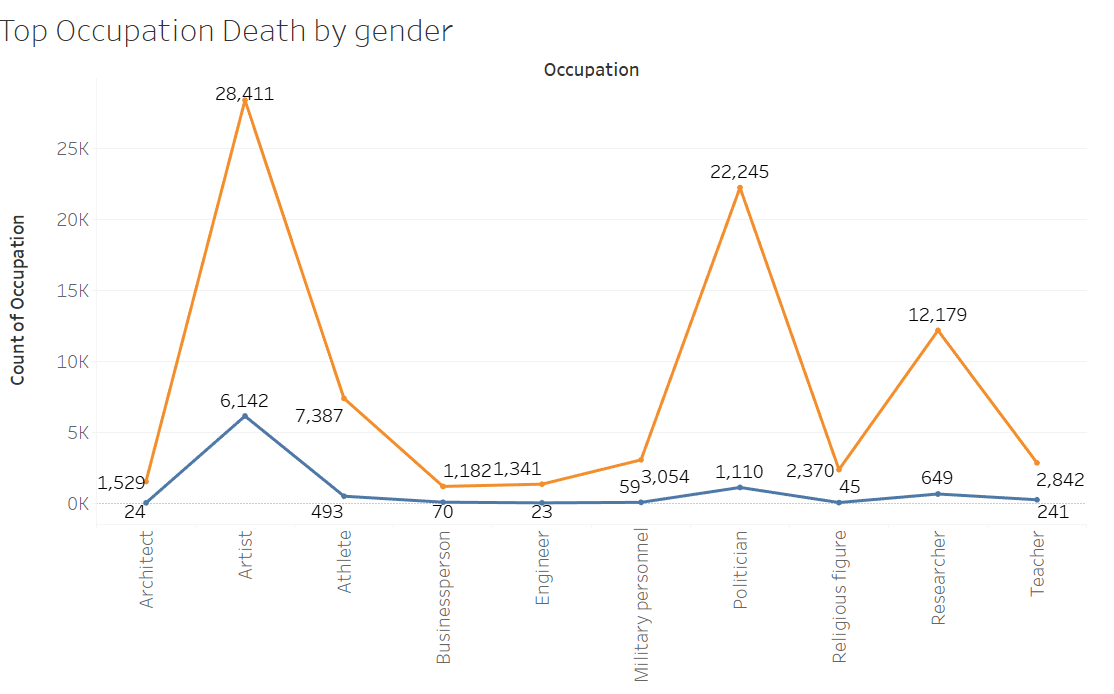 Top Occupation Death by gender
Occupation
28,411
25K
22,245
20K
15K
12,179
10K
6,142
7,387
5K
1,529
1,182
1,341
59
3,054
1,110
2,370
45
649
2,842
0K
24
493
70
23
241
Count of Occupation
Architect
Artist
Athlete
Businessperson
Engineer
Military personnel
Politician
Religious figure
Researcher
Teacher